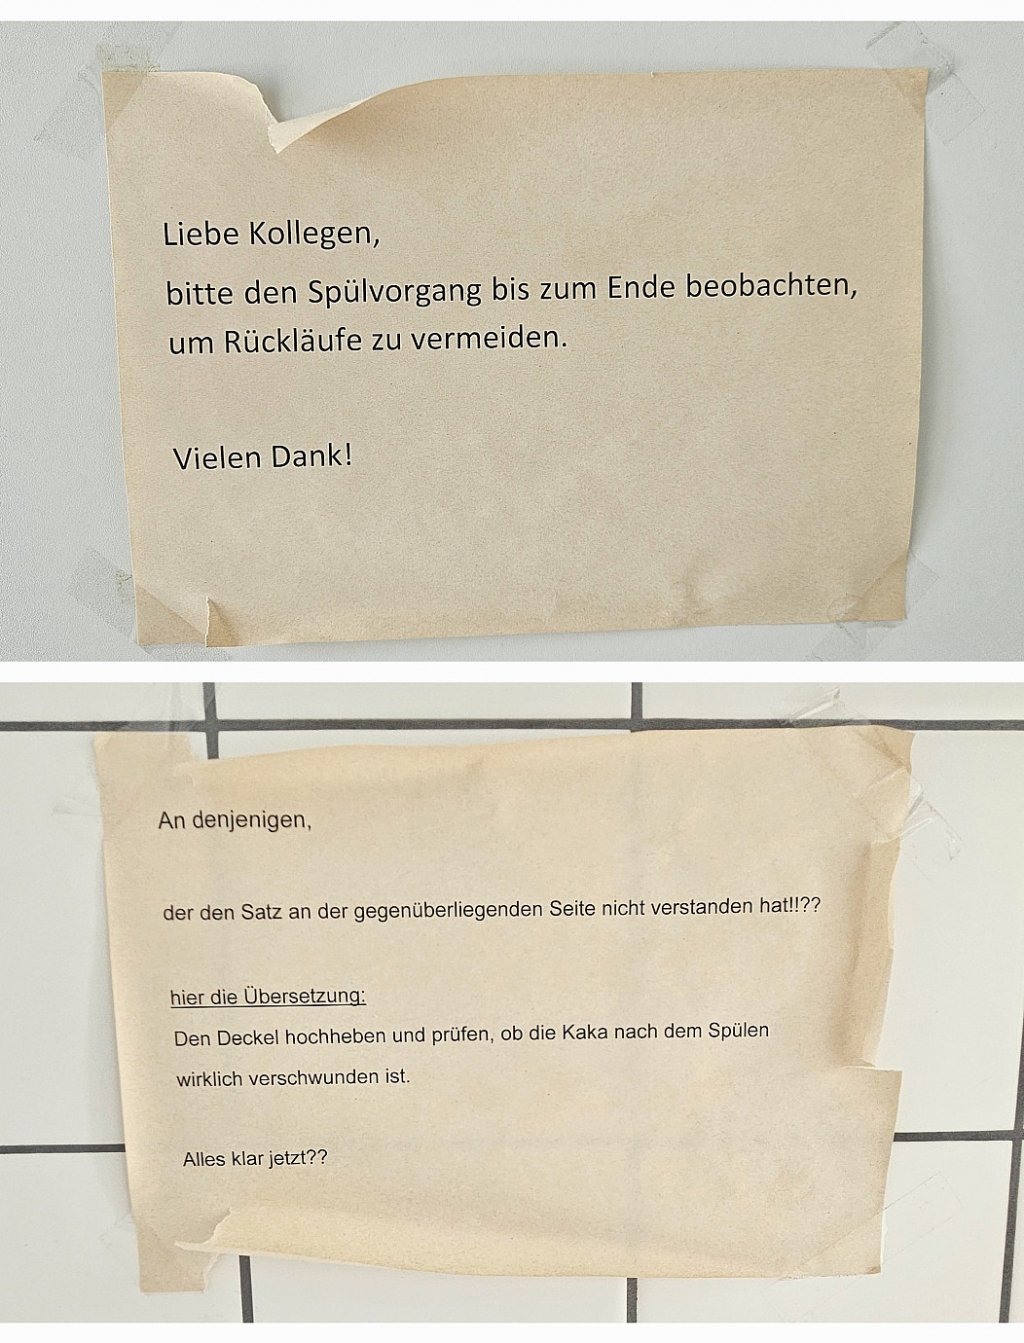 Liebe Kollegen,
bitte den Spülvorgang bis zum Ende beobachten,
um Rückläufe zu vermeiden.
Vielen Dank!
An denjenigen,
der den Satz an der gegenüberliegenden Seite nicht verstanden hat!!??
hier die Übersetzung:
Den Deckel hochheben und prüfen, ob die Kaka nach dem Spülen
wirklich verschwunden ist.
Alles klar jetzt??